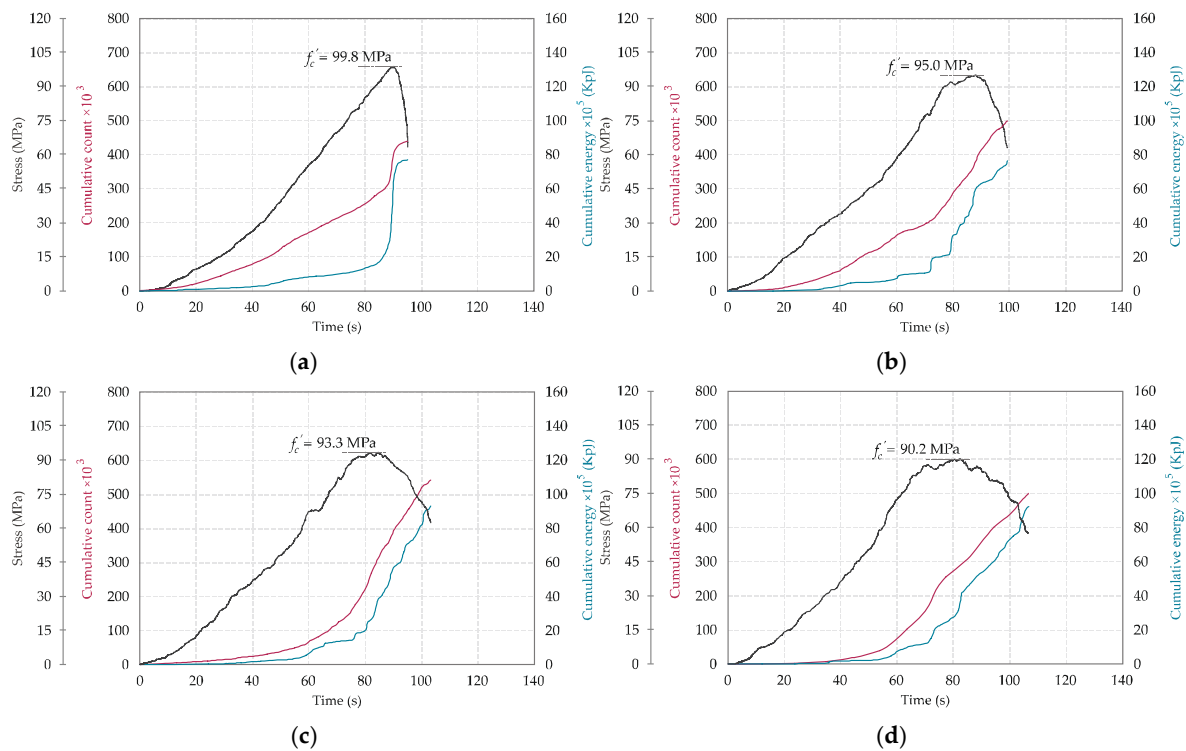 120 800 160
105 700 140
90 600 120
75 500 100
60 400 80
45 300 60
30 200 40
15 100 20
0 0 0
Stress (MPa)
Cumulative count ×10³
Cumulative energy ×10⁵ (KpJ)
f_c′= 99.8 MPa
0 20 40 60 80 100 120 140
Time (s)
(a)
120 800 160
105 700 140
90 600 120
75 500 100
60 400 80
45 300 60
30 200 40
15 100 20
0 0 0
Stress (MPa)
Cumulative count ×10³
Cumulative energy ×10⁵ (KpJ)
f_c′= 95.0 MPa
0 20 40 60 80 100 120 140
Time (s)
(b)
120 800 160
105 700 140
90 600 120
75 500 100
60 400 80
45 300 60
30 200 40
15 100 20
0 0 0
Stress (MPa)
Cumulative count ×10³
Cumulative energy ×10⁵ (KpJ)
f_c′= 93.3 MPa
0 20 40 60 80 100 120 140
Time (s)
(c)
120 800 160
105 700 140
90 600 120
75 500 100
60 400 80
45 300 60
30 200 40
15 100 20
0 0 0
Stress (MPa)
Cumulative count ×10³
Cumulative energy ×10⁵ (KpJ)
f_c′= 90.2 MPa
0 20 40 60 80 100 120 140
Time (s)
(d)